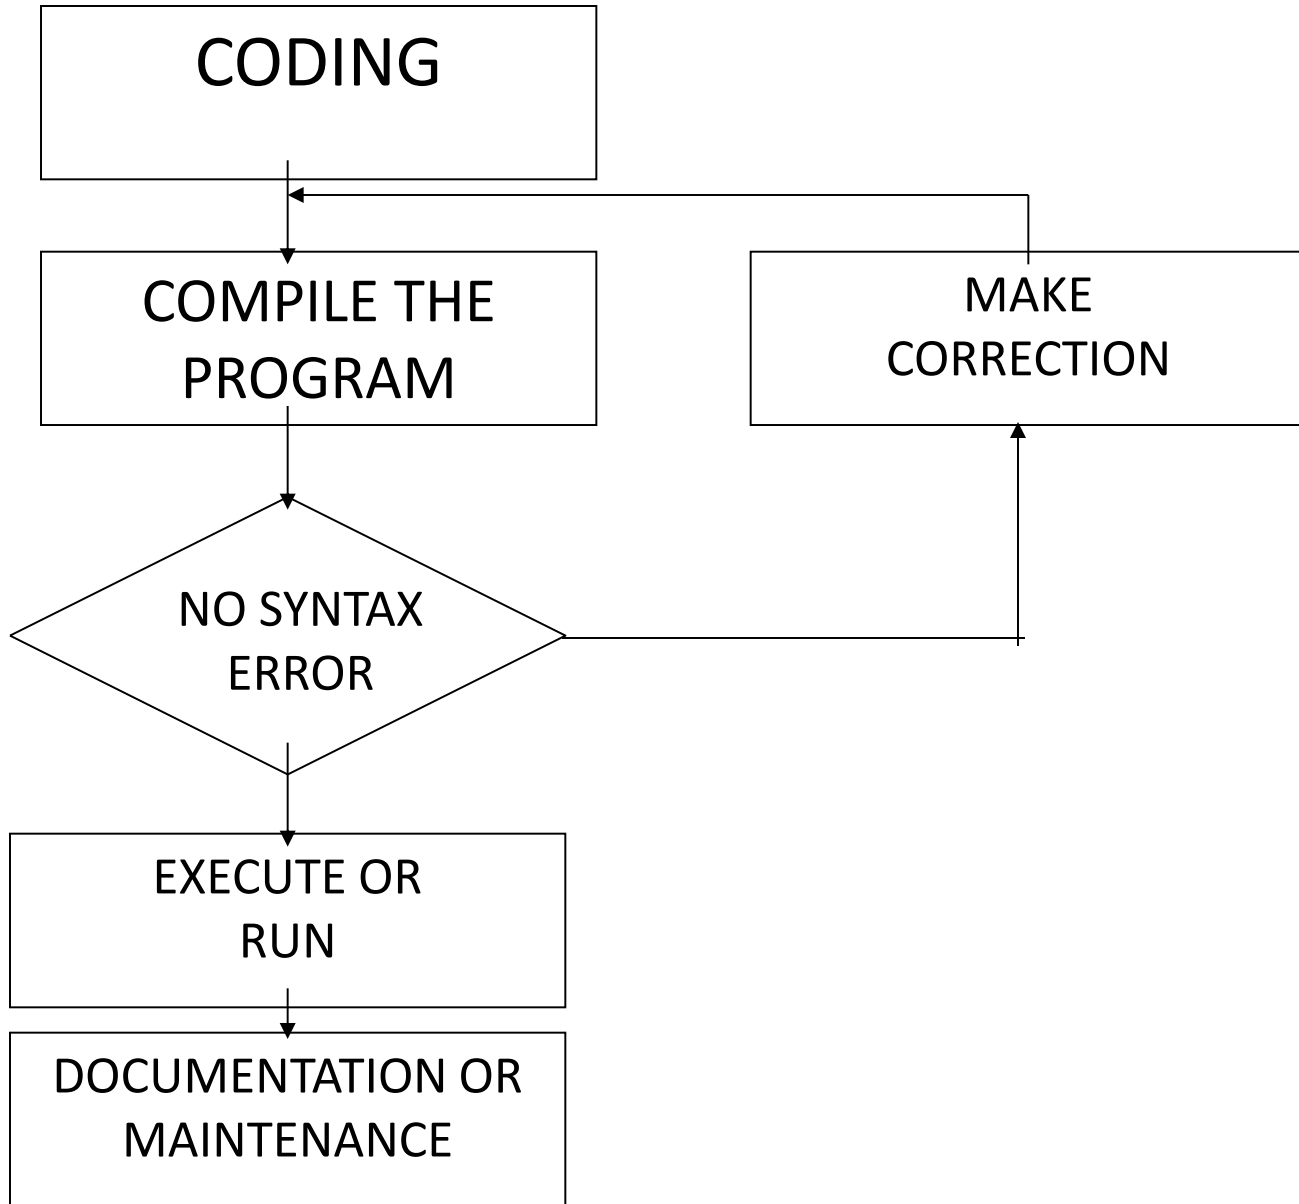 CODING
COMPILE THE
PROGRAM
MAKE
CORRECTION
NO SYNTAX
ERROR
EXECUTE OR
RUN
DOCUMENTATION OR
MAINTENANCE